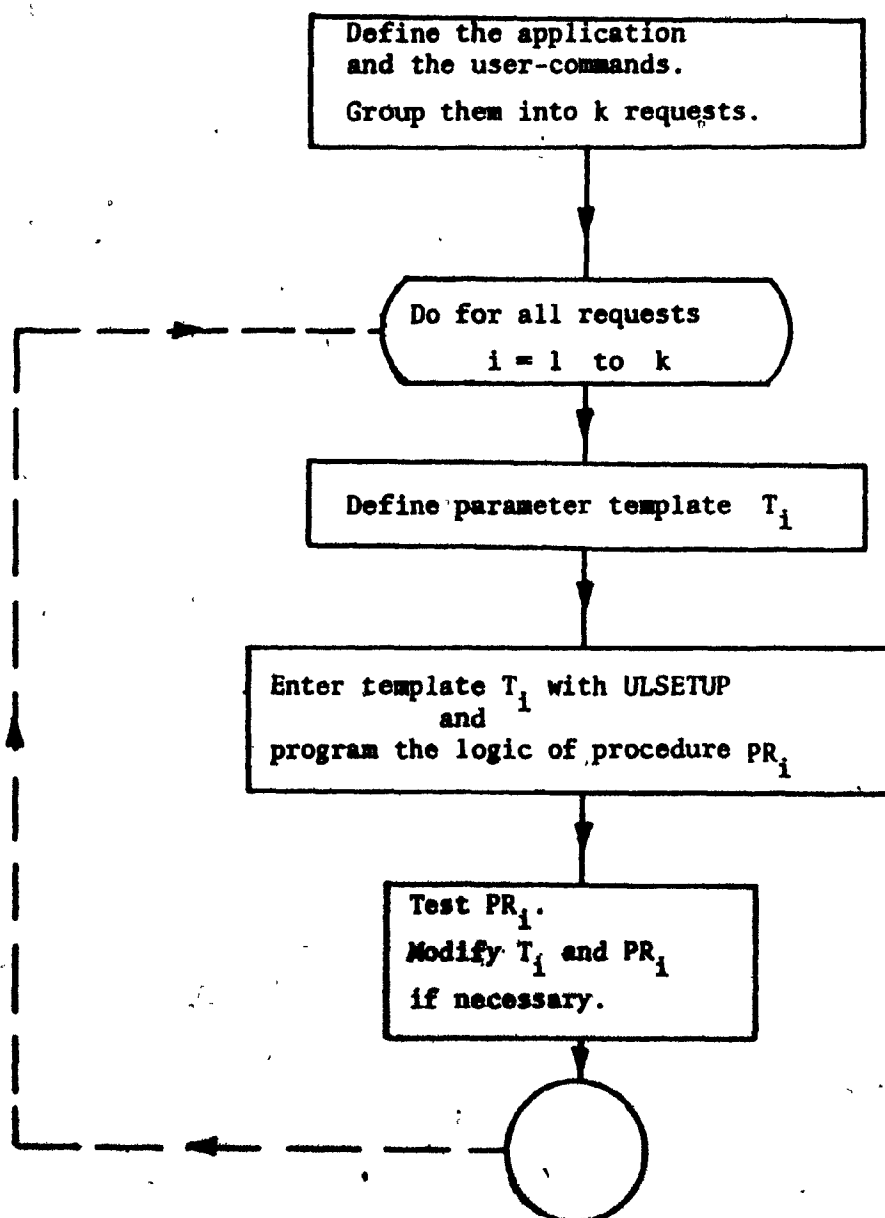 Define the application
and the user-commands.
Group them into k requests.
Do for all requests
i = 1 to k
Define parameter template T_i
Enter template T_i with ULSETUP
and
program the logic of procedure PR_i
Test PR_i.
Modify T_i and PR_i
if necessary.